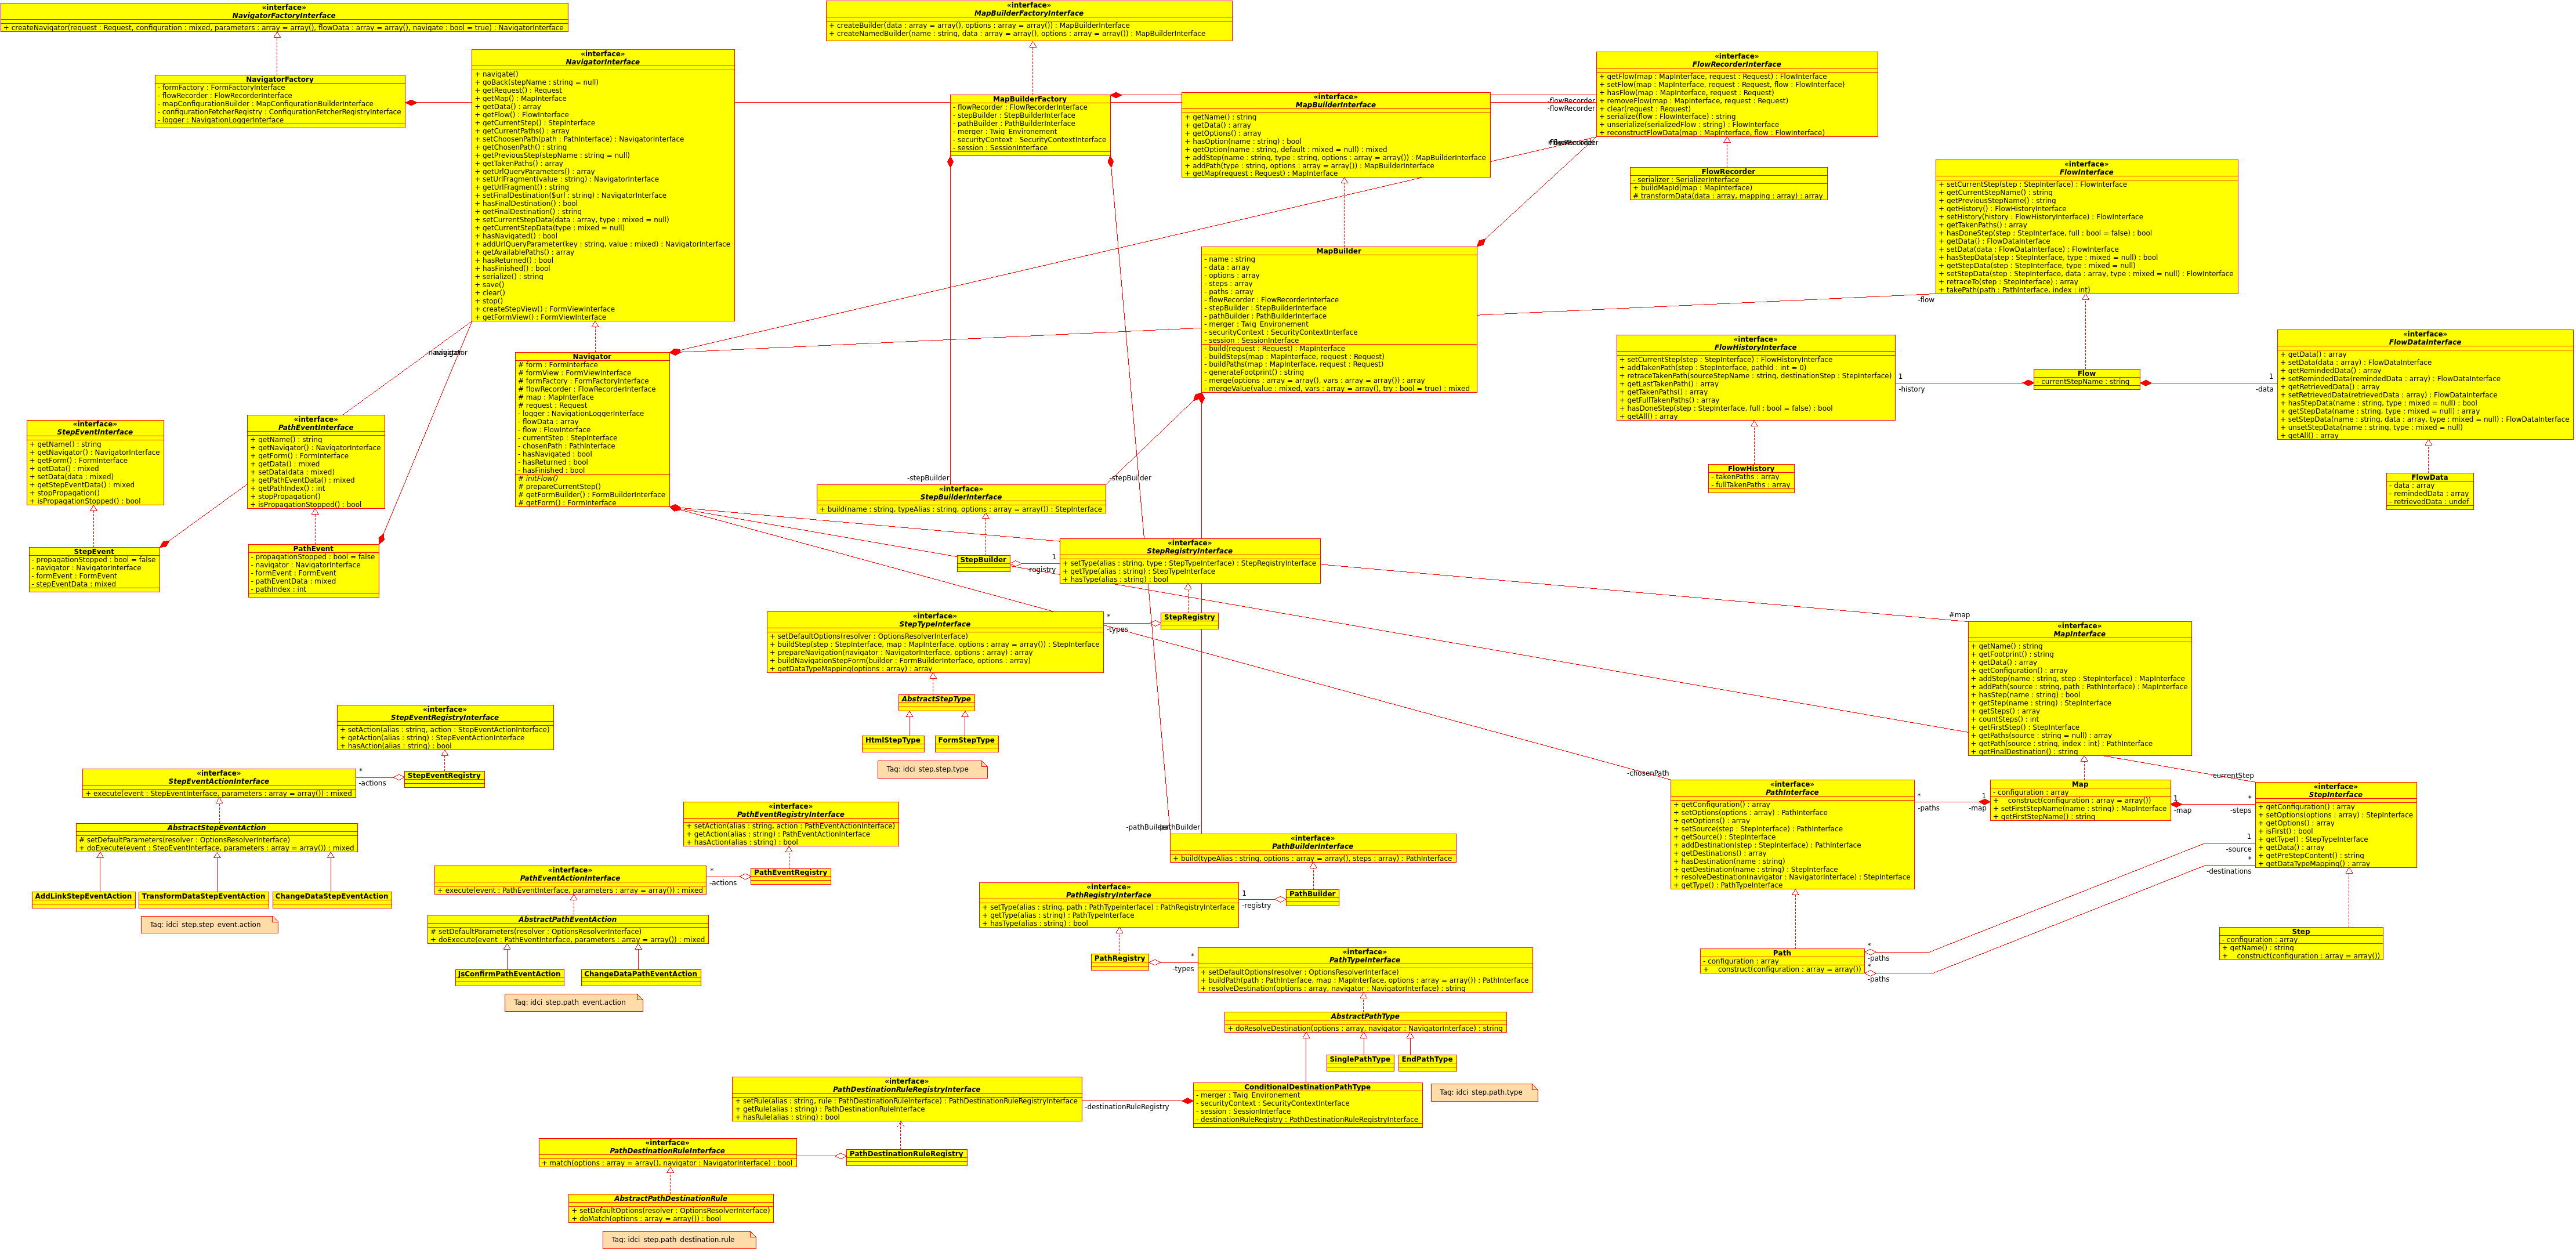 «interface»
NavigatorFactoryInterface
+ createNavigator(request : Request, configuration : mixed, parameters : array = array(), flowData : array = array(), navigate : bool = true) : NavigatorInterface
«interface»
MapBuilderFactoryInterface
+ createBuilder(data : array = array(), options : array = array()) : MapBuilderInterface
+ createNamedBuilder(name : string, data : array = array(), options : array = array()) : MapBuilderInterface
NavigatorFactory
- formFactory : FormFactoryInterface
- flowRecorder : FlowRecorderInterface
- mapConfigurationBuilder : MapConfigurationBuilderInterface
- configurationFetcherRegistry : ConfigurationFetcherRegistryInterface
- logger : NavigationLoggerInterface
«interface»
NavigatorInterface
+ navigate()
+ goBack(stepName : string = null)
+ getRequest() : Request
+ getMap() : MapInterface
+ getData() : array
+ getFlow() : FlowInterface
+ getCurrentStep() : StepInterface
+ getCurrentPaths() : array
+ setChoosenPath(path : PathInterface) : NavigatorInterface
+ getChosenPath() : string
+ getPreviousStep(stepName : string = null)
+ getTakenPaths() : array
+ getUrlQueryParameters() : array
+ setUrlFragment(value : string) : NavigatorInterface
+ getUrlFragment() : string
+ setFinalDestination($url : string) : NavigatorInterface
+ hasFinalDestination() : bool
+ getFinalDestination() : string
+ setCurrentStepData(data : array, type : mixed = null)
+ getCurrentStepData(type : mixed = null)
+ hasNavigated() : bool
+ addUrlQueryParameter(key : string, value : mixed) : NavigatorInterface
+ getAvailablePaths() : array
+ hasReturned() : bool
+ hasFinished() : bool
+ serialize() : string
+ save()
+ clear()
+ stop()
+ createStepView() : FormViewInterface
+ getFormView() : FormViewInterface
MapBuilderFactory
- flowRecorder : FlowRecorderInterface
- stepBuilder : StepBuilderInterface
- pathBuilder : PathBuilderInterface
- merger : Twig_Environement
- securityContext : SecurityContextInterface
- session : SessionInterface
«interface»
MapBuilderInterface
+ getName() : string
+ getData() : array
+ getOptions() : array
+ hasOption(name : string) : bool
+ getOption(name : string, default : mixed = null) : mixed
+ addStep(name : string, type : string, options : array = array()) : MapBuilderInterface
+ addPath(type : string, options : array = array()) : MapBuilderInterface
+ getMap(request : Request) : MapInterface
-flowRecorder
-flowRecorder
«interface»
FlowRecorderInterface
+ getFlow(map : MapInterface, request : Request) : FlowInterface
+ setFlow(map : MapInterface, request : Request, flow : FlowInterface)
+ hasFlow(map : MapInterface, request : Request)
+ removeFlow(map : MapInterface, request : Request)
+ clear(request : Request)
+ serialize(flow : FlowInterface) : string
+ unserialize(serializedFlow : string) : FlowInterface
+ reconstructFlowData(map : MapInterface, flow : FlowInterface)
FlowRecorder
- serializer : SerializerInterface
+ buildMapId(map : MapInterface)
# transformData(data : array, mapping : array) : array
«interface»
FlowInterface
+ setCurrentStep(step : StepInterface) : FlowInterface
+ getCurrentStepName() : string
+ getPreviousStepName() : string
+ getHistory() : FlowHistoryInterface
+ setHistory(history : FlowHistoryInterface) : FlowInterface
+ getTakenPaths() : array
+ hasDoneStep(step : StepInterface, full : bool = false) : bool
+ getData() : FlowDataInterface
+ setData(data : FlowDataInterface) : FlowInterface
+ hasStepData(step : StepInterface, type : mixed = null) : bool
+ getStepData(step : StepInterface, type : mixed = null)
+ setStepData(step : StepInterface, data : array, type : mixed = null) : FlowInterface
+ retraceTo(step : StepInterface) : array
+ takePath(path : PathInterface, index : int)
-flow
MapBuilder
- name : string
- data : array
- options : array
- steps : array
- paths : array
- flowRecorder : FlowRecorderInterface
- stepBuilder : StepBuilderInterface
- pathBuilder : PathBuilderInterface
- merger : Twig_Environement
- securityContext : SecurityContextInterface
- session : SessionInterface
- build(request : Request) : MapInterface
- buildSteps(map : MapInterface, request : Request)
- buildPaths(map : MapInterface, request : Request)
- generateFootprint() : string
- merge(options : array = array(), vars : array = array()) : array
- mergeValue(value : mixed, vars : array = array(), try : bool = true) : mixed
-navigator
Navigator
# form : FormInterface
# formView : FormViewInterface
# formFactory : FormFactoryInterface
# flowRecorder : FlowRecorderInterface
# map : MapInterface
# request : Request
- logger : NavigationLoggerInterface
- flowData : array
- flow : FlowInterface
- currentStep : StepInterface
- chosenPath : PathInterface
- hasNavigated : bool
- hasReturned : bool
- hasFinished : bool
# initFlow()
# prepareCurrentStep()
# getFormBuilder() : FormBuilderInterface
# getForm() : FormInterface
«interface»
FlowHistoryInterface
+ setCurrentStep(step : StepInterface) : FlowHistoryInterface
+ addTakenPath(step : StepInterface, pathId : int = 0)
+ retraceTakenPath(sourceStepName : string, destinationStep : StepInterface)
+ getLastTakenPath() : array
+ getTakenPaths() : array
+ getFullTakenPaths() : array
+ hasDoneStep(step : StepInterface, full : bool = false) : bool
+ getAll() : array
1
-history
Flow
- currentStepName : string
1
-data
«interface»
FlowDataInterface
+ getData() : array
+ setData(data : array) : FlowDataInterface
+ getRemindedData() : array
+ setRemindedData(remindedData : array) : FlowDataInterface
+ getRetrievedData() : array
+ setRetrievedData(retrievedData : array) : FlowDataInterface
+ hasStepData(name : string, type : mixed = null) : bool
+ getStepData(name : string, type : mixed = null) : array
+ setStepData(name : string, data : array, type : mixed = null) : FlowDataInterface
+ unsetStepData(name : string, type : mixed = null)
+ getAll() : array
FlowHistory
- takenPaths : array
- fullTakenPaths : array
FlowData
- data : array
- remindedData : array
- retrievedData : undef
«interface»
StepEventInterface
+ getName() : string
+ getNavigator() : NavigatorInterface
+ getForm() : FormInterface
+ getData() : mixed
+ setData(data : mixed)
+ getStepEventData() : mixed
+ stopPropagation()
+ isPropagationStopped() : bool
«interface»
PathEventInterface
+ getName() : string
+ getNavigator() : NavigatorInterface
+ getForm() : FormInterface
+ getData() : mixed
+ setData(data : mixed)
+ getPathEventData() : mixed
+ getPathIndex() : int
+ stopPropagation()
+ isPropagationStopped() : bool
StepEvent
- propagationStopped : bool = false
- navigator : NavigatorInterface
- formEvent : FormEvent
- stepEventData : mixed
PathEvent
- propagationStopped : bool = false
- navigator : NavigatorInterface
- formEvent : FormEvent
- pathEventData : mixed
- pathIndex : int
-stepBuilder
-stepBuilder
«interface»
StepBuilderInterface
+ build(name : string, typeAlias : string, options : array = array()) : StepInterface
StepBuilder
1
-registry
«interface»
StepRegistryInterface
+ setType(alias : string, type : StepTypeInterface) : StepRegistryInterface
+ getType(alias : string) : StepTypeInterface
+ hasType(alias : string) : bool
StepRegistry
*
-types
«interface»
StepTypeInterface
+ setDefaultOptions(resolver : OptionsResolverInterface)
+ buildStep(step : StepInterface, map : MapInterface, options : array = array()) : StepInterface
+ prepareNavigation(navigator : NavigatorInterface, options : array) : array
+ buildNavigationStepForm(builder : FormBuilderInterface, options : array)
+ getDataTypeMapping(options : array) : array
AbstractStepType
HtmlStepType
FormStepType
Tag: idci_step.step.type
#map
«interface»
MapInterface
+ getName() : string
+ getFootprint() : string
+ getData() : array
+ getConfiguration() : array
+ addStep(name : string, step : StepInterface) : MapInterface
+ addPath(source : string, path : PathInterface) : MapInterface
+ hasStep(name : string) : bool
+ getStep(name : string) : StepInterface
+ getSteps() : array
+ countSteps() : int
+ getFirstStep() : StepInterface
+ getPaths(source : string = null) : array
+ getPath(source : string, index : int) : PathInterface
+ getFinalDestination() : string
«interface»
StepEventRegistryInterface
+ setAction(alias : string, action : StepEventActionInterface)
+ getAction(alias : string) : StepEventActionInterface
+ hasAction(alias : string) : bool
«interface»
StepEventActionInterface
+ execute(event : StepEventInterface, parameters : array = array()) : mixed
*
-actions
StepEventRegistry
AbstractStepEventAction
# setDefaultParameters(resolver : OptionsResolverInterface)
+ doExecute(event : StepEventInterface, parameters : array = array()) : mixed
AddLinkStepEventAction
TransformDataStepEventAction
ChangeDataStepEventAction
Tag: idci_step.step_event.action
«interface»
PathEventRegistryInterface
+ setAction(alias : string, action : PathEventActionInterface)
+ getAction(alias : string) : PathEventActionInterface
+ hasAction(alias : string) : bool
«interface»
PathEventActionInterface
+ execute(event : PathEventInterface, parameters : array = array()) : mixed
*
-actions
PathEventRegistry
AbstractPathEventAction
# setDefaultParameters(resolver : OptionsResolverInterface)
+ doExecute(event : PathEventInterface, parameters : array = array()) : mixed
JsConfirmPathEventAction
ChangeDataPathEventAction
Tag: idci_step.path_event.action
-chosenPath
-currentStep
«interface»
PathInterface
+ getConfiguration() : array
+ setOptions(options : array) : PathInterface
+ getOptions() : array
+ setSource(step : StepInterface) : PathInterface
+ getSource() : StepInterface
+ addDestination(step : StepInterface) : PathInterface
+ getDestinations() : array
+ hasDestination(name : string)
+ getDestination(name : string) : StepInterface
+ resolveDestination(navigator : NavigatorInterface) : StepInterface
+ getType() : PathTypeInterface
*
-paths
1
-map
Map
- configuration : array
+ __construct(configuration : array = array())
+ setFirstStepName(name : string) : MapInterface
+ getFirstStepName() : string
1
-map
*
-steps
«interface»
StepInterface
+ getConfiguration() : array
+ setOptions(options : array) : StepInterface
+ getOptions() : array
+ isFirst() : bool
+ getType() : StepTypeInterface
+ getData() : array
+ getPreStepContent() : string
+ getDataTypeMapping() : array
1
-source
*
-destinations
-pathBuilder
-pathBuilder
«interface»
PathBuilderInterface
+ build(typeAlias : string, options : array = array(), steps : array) : PathInterface
«interface»
PathRegistryInterface
+ setType(alias : string, path : PathTypeInterface) : PathRegistryInterface
+ getType(alias : string) : PathTypeInterface
+ hasType(alias : string) : bool
1
-registry
PathBuilder
PathRegistry
*
-types
«interface»
PathTypeInterface
+ setDefaultOptions(resolver : OptionsResolverInterface)
+ buildPath(path : PathInterface, map : MapInterface, options : array = array()) : PathInterface
+ resolveDestination(options : array, navigator : NavigatorInterface) : string
Path
- configuration : array
+ __construct(configuration : array = array())
*
-paths
*
-paths
Step
- configuration : array
+ getName() : string
+ __construct(configuration : array = array())
AbstractPathType
+ doResolveDestination(options : array, navigator : NavigatorInterface) : string
SinglePathType
EndPathType
ConditionalDestinationPathType
- merger : Twig_Environement
- securityContext : SecurityContextInterface
- session : SessionInterface
- destinationRuleRegistry : PathDestinationRuleRegistryInterface
Tag: idci_step.path.type
«interface»
PathDestinationRuleRegistryInterface
+ setRule(alias : string, rule : PathDestinationRuleInterface) : PathDestinationRuleRegistryInterface
+ getRule(alias : string) : PathDestinationRuleInterface
+ hasRule(alias : string) : bool
-destinationRuleRegistry
«interface»
PathDestinationRuleInterface
+ match(options : array = array(), navigator : NavigatorInterface) : bool
PathDestinationRuleRegistry
AbstractPathDestinationRule
+ setDefaultOptions(resolver : OptionsResolverInterface)
+ doMatch(options : array = array()) : bool
Tag: idci_step.path_destination.rule